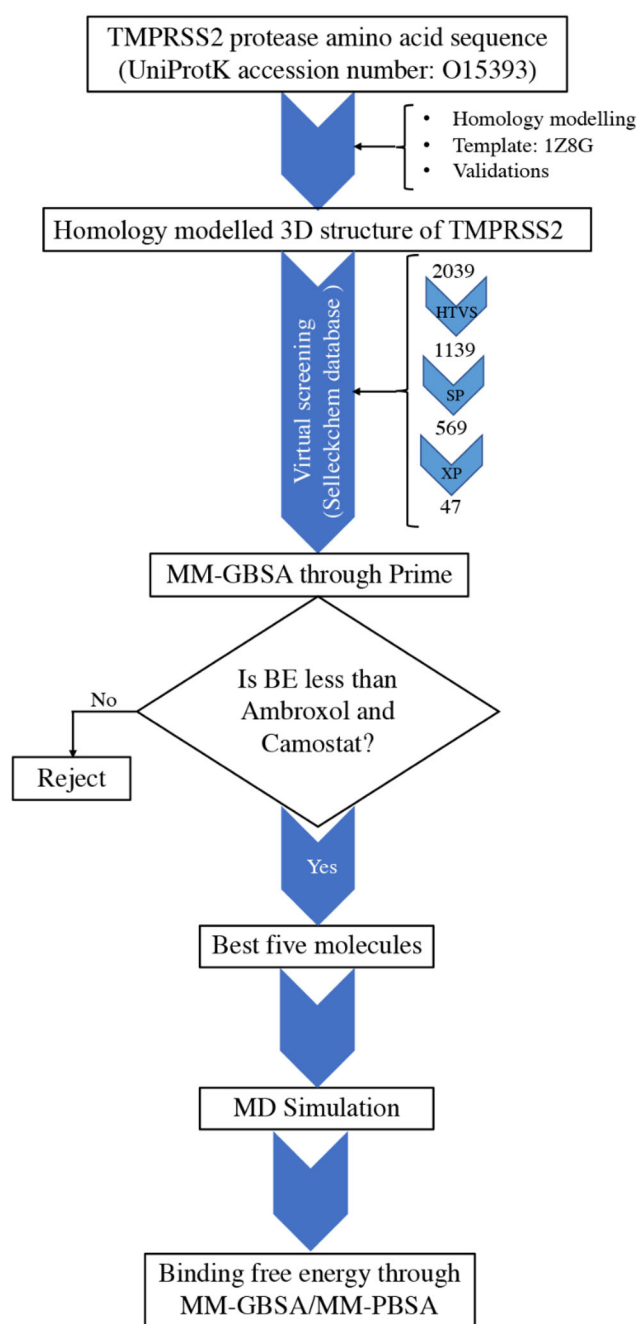 TMPRSS2 protease amino acid sequence
(UniProtK accession number: O15393)
• Homology modelling
• Template: 1Z8G
• Validations
Homology modelled 3D structure of TMPRSS2
Virtual screening
(Selleckchem database )
2039
HTVS
1139
SP
569
XP
47
MM-GBSA through Prime
Is BE less than
Ambroxol and
Camostat?
No
Reject
Yes
Best five molecules
MD Simulation
Binding free energy through
MM-GBSA/MM-PBSA